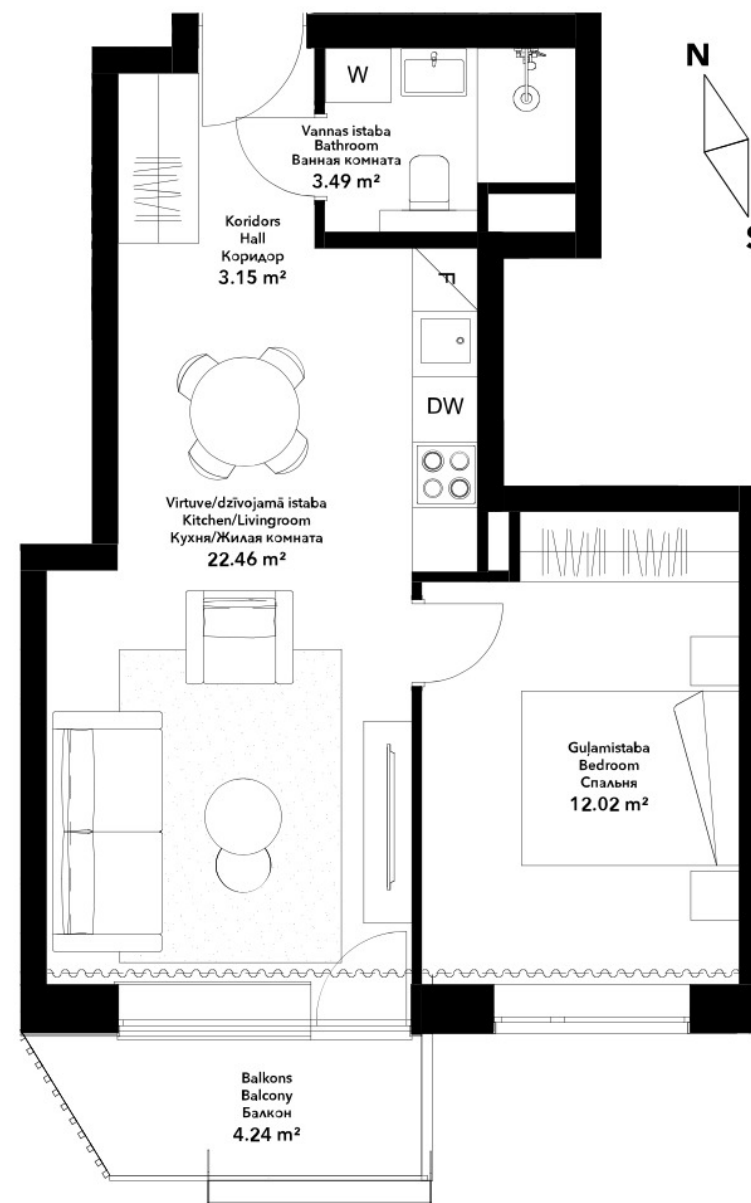 N
S
W
Vannas istaba
Bathroom
Ванная комната
3.49 m²
Koridors
Hall
Коридор
3.15 m²
F
DW
Virtuve/dzīvojamā istaba
Kitchen/Livingroom
Кухня/Жилая комната
22.46 m²
Guļamistaba
Bedroom
Спальня
12.02 m²
Balkons
Balcony
Балкон
4.24 m²